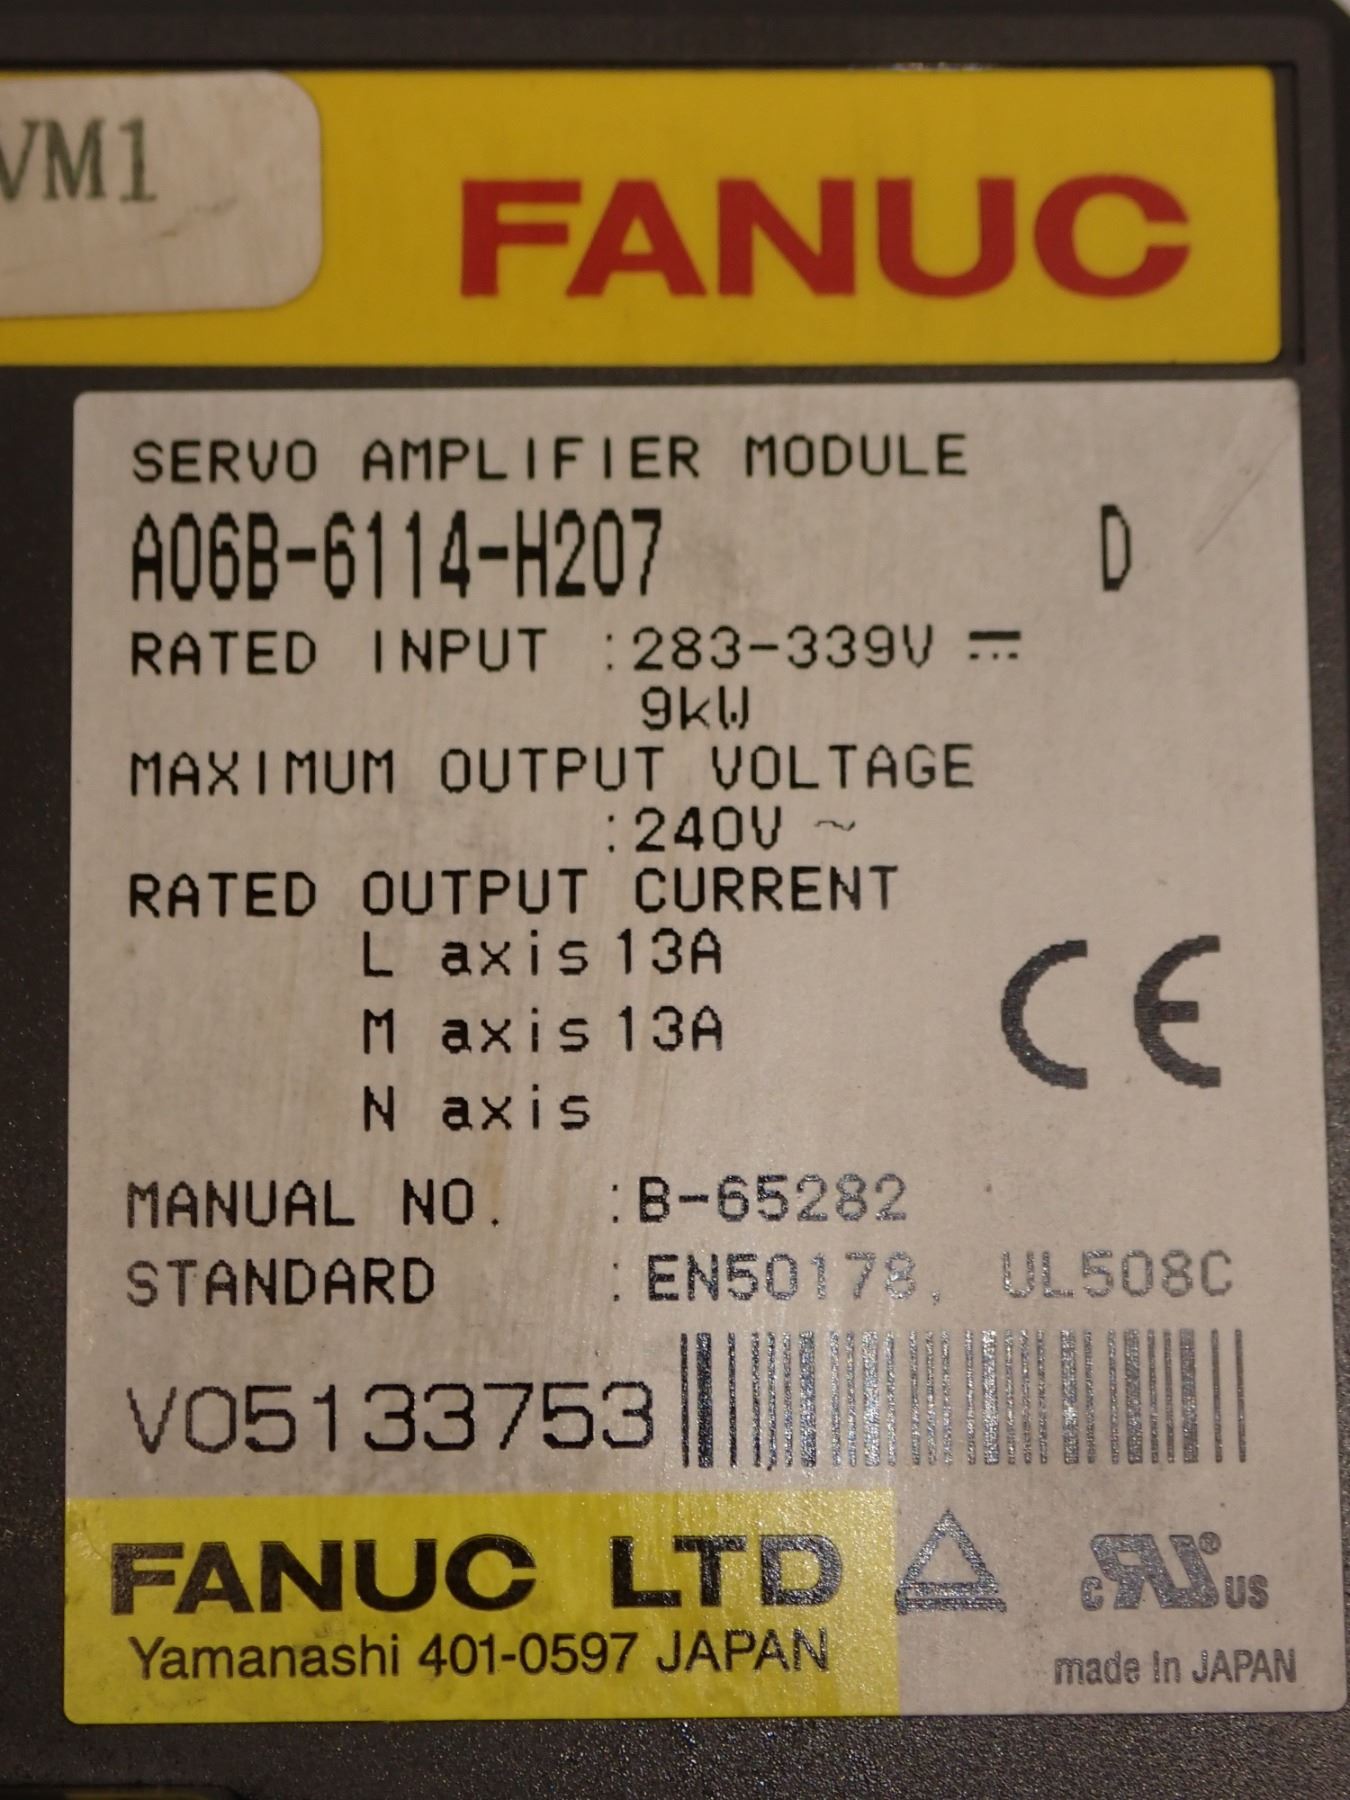 VM1
FANUC
SERVO AMPLIFIER MODULE
A06B-6114-H207 D
RATED INPUT :283-339V ⎓
9kW
MAXIMUM OUTPUT VOLTAGE
:240V ~
RATED OUTPUT CURRENT
L axis 13A
M axis 13A
N axis
MANUAL NO. :B-65282
STANDARD :EN50178, UL508C
V05133753
FANUC LTD
Yamanashi 401-0597 JAPAN
CE
c RU ® US
made in JAPAN